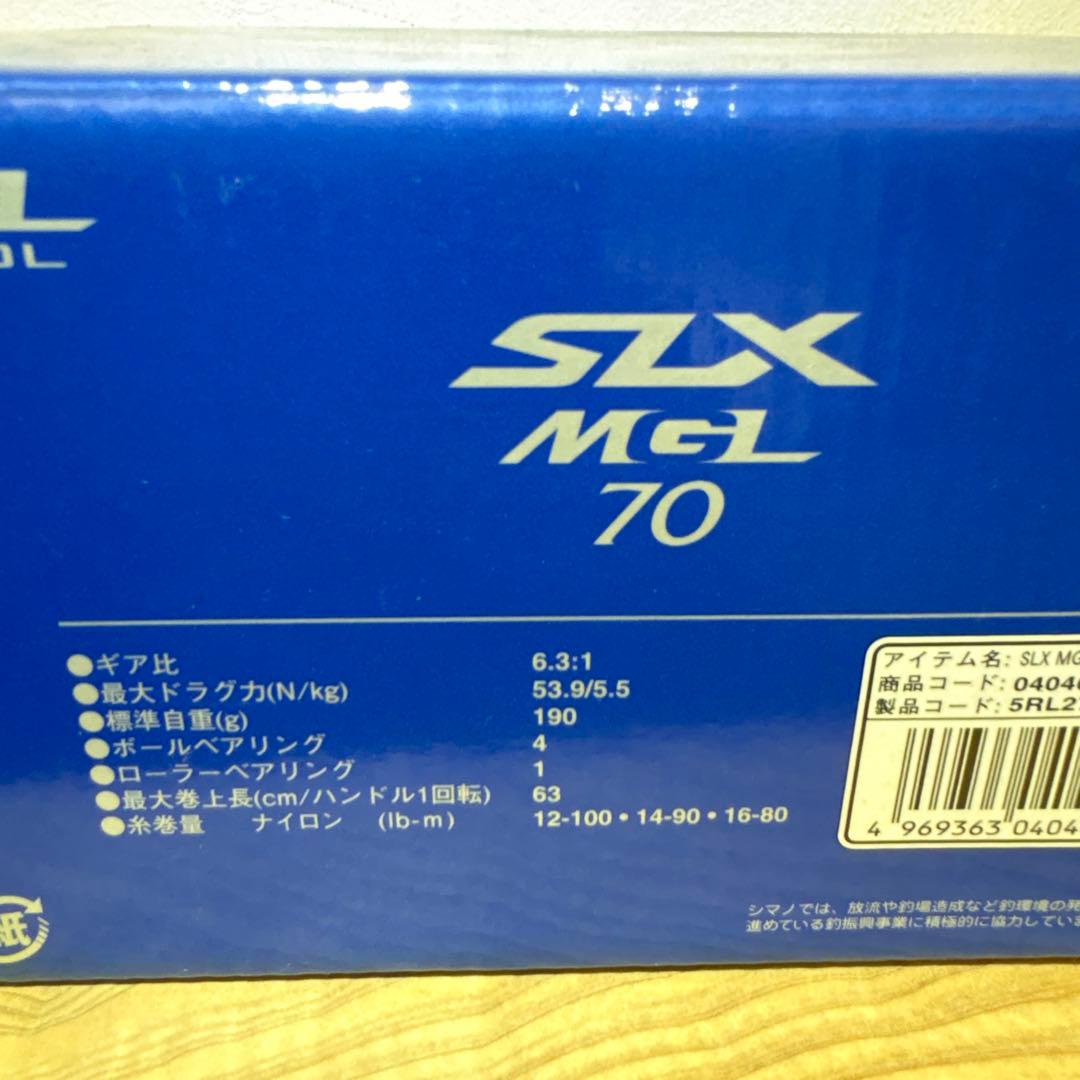 SLX
MGL
70
●ギア比 6.3:1
●最大ドラグ力(N/kg) 53.9/5.5
●標準自重(g) 190
●ボールベアリング 4
●ローラーベアリング 1
●最大巻上長(cm/ハンドル1回転) 63
●糸巻量 ナイロン (lb-m) 12-100・14-90・16-80
アイテム名: SLX MG
商品コード: 0404
製品コード: 5RL2
4 969363 0404
シマノでは、放流や釣場造成など釣環境の発
進めている釣振興事業に積極的に協力してい
紙